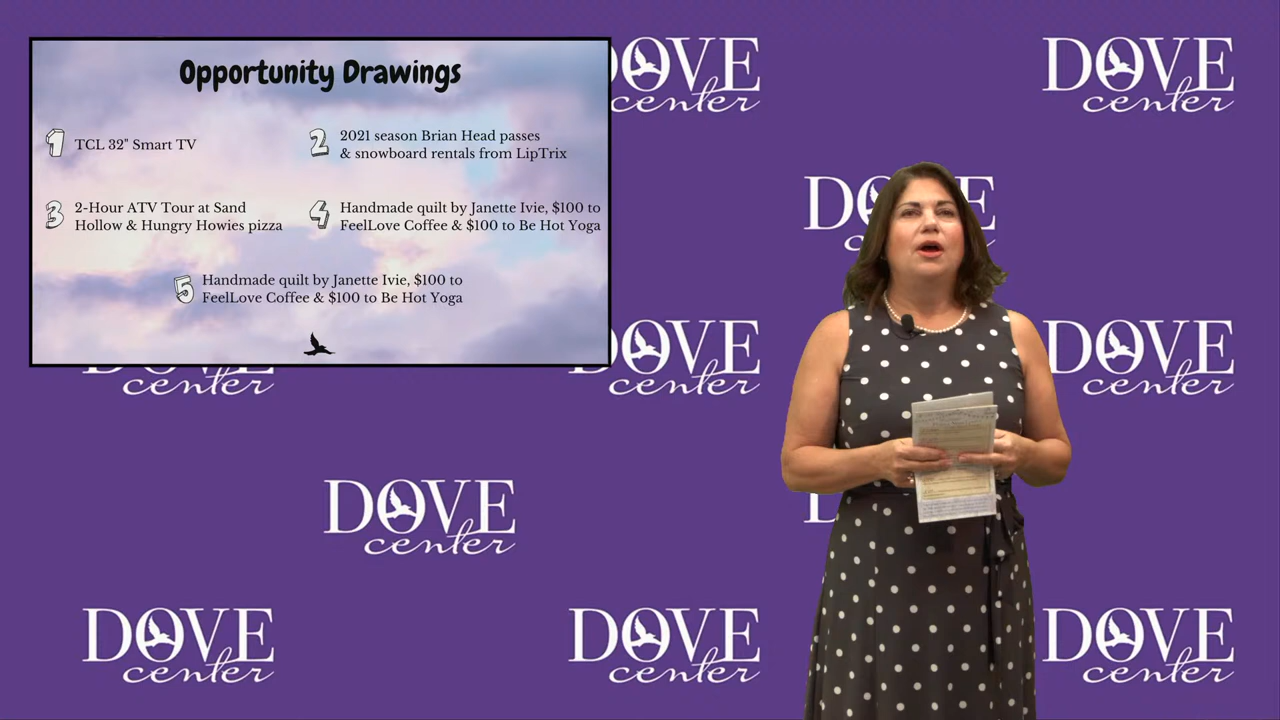 Opportunity Drawings
1 TCL 32" Smart TV
2 2021 season Brian Head passes
& snowboard rentals from LipTrix
3 2-Hour ATV Tour at Sand
Hollow & Hungry Howies pizza
4 Handmade quilt by Janette Ivie, $100 to
FeelLove Coffee & $100 to Be Hot Yoga
5 Handmade quilt by Janette Ivie, $100 to
FeelLove Coffee & $100 to Be Hot Yoga
DOVE
center
DOVE
center
DOVE
center
DOVE
center
DOVE
center
DOVE
center
DOVE
center
DOVE
center
DOVE
center